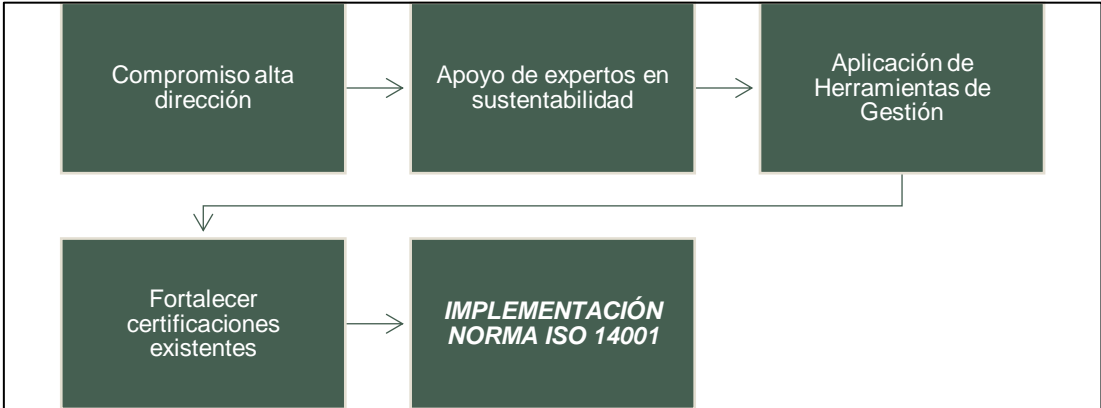 Compromiso alta
dirección
Apoyo de expertos en
sustentabilidad
Aplicación de
Herramientas de
Gestión
Fortalecer
certificaciones
existentes
IMPLEMENTACIÓN
NORMA ISO 14001